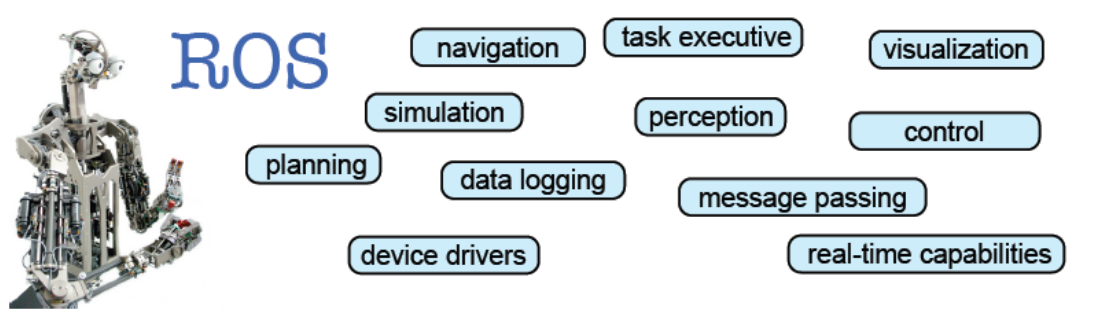 ROS
navigation
task executive
visualization
simulation
perception
control
planning
data logging
message passing
device drivers
real-time capabilities